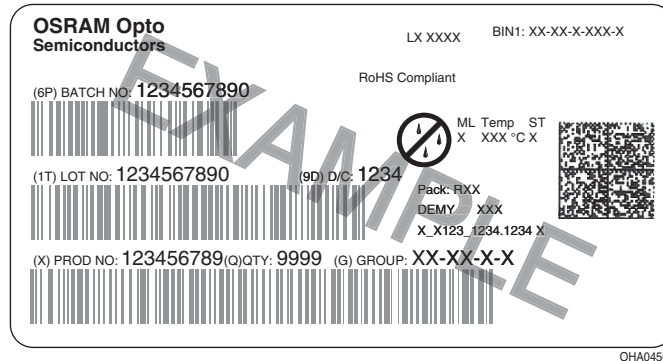 OSRAM Opto
Semiconductors
LX XXXX
BIN1: XX-XX-X-XXX-X
RoHS Compliant
(6P) BATCH NO: 1234567890
ML Temp ST
X XXX °C X
(1T) LOT NO: 1234567890 (9D) D/C: 1234
Pack: RXX
DEMY XXX
X_X123_1234.1234 X
(X) PROD NO: 123456789(Q)QTY: 9999 (G) GROUP: XX-XX-X-X
EXAMPLE